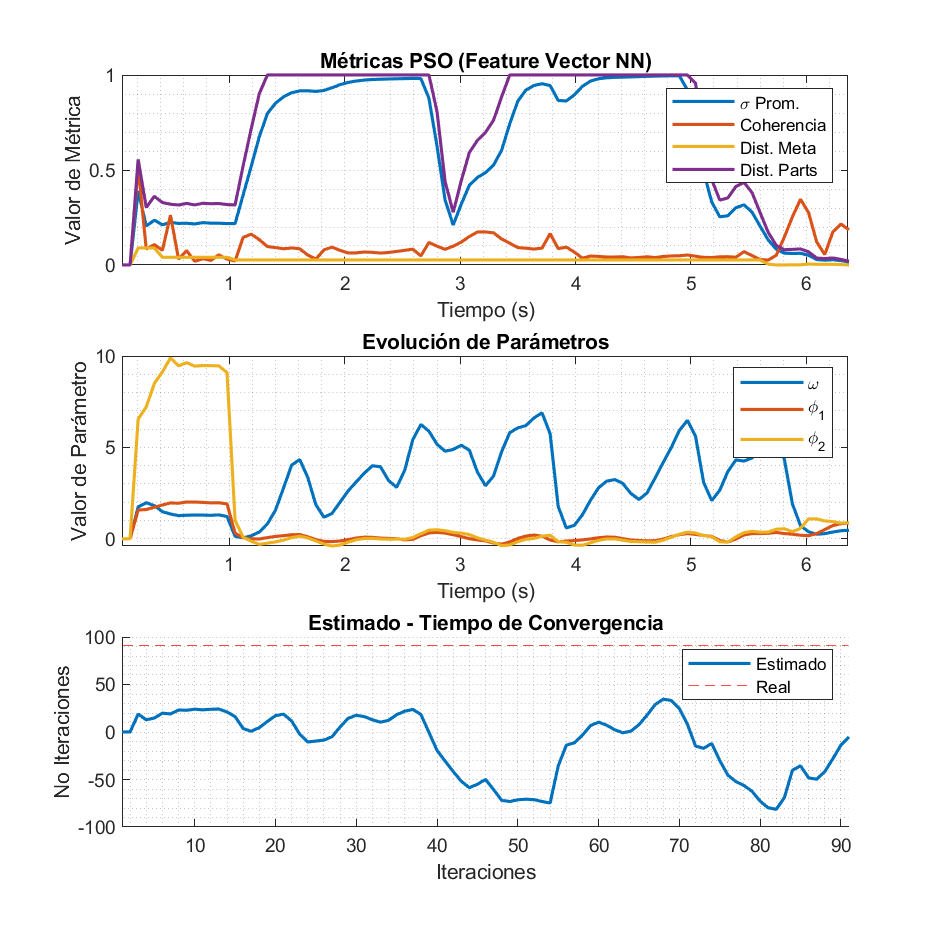 Métricas PSO (Feature Vector NN)
Valor de Métrica
1
0.5
0
σ Prom.
Coherencia
Dist. Meta
Dist. Parts
1 2 3 4 5 6
Tiempo (s)
Evolución de Parámetros
Valor de Parámetro
10
5
0
ω
ϕ1
ϕ2
1 2 3 4 5 6
Tiempo (s)
Estimado - Tiempo de Convergencia
No Iteraciones
100
50
0
-50
-100
Estimado
Real
10 20 30 40 50 60 70 80 90
Iteraciones